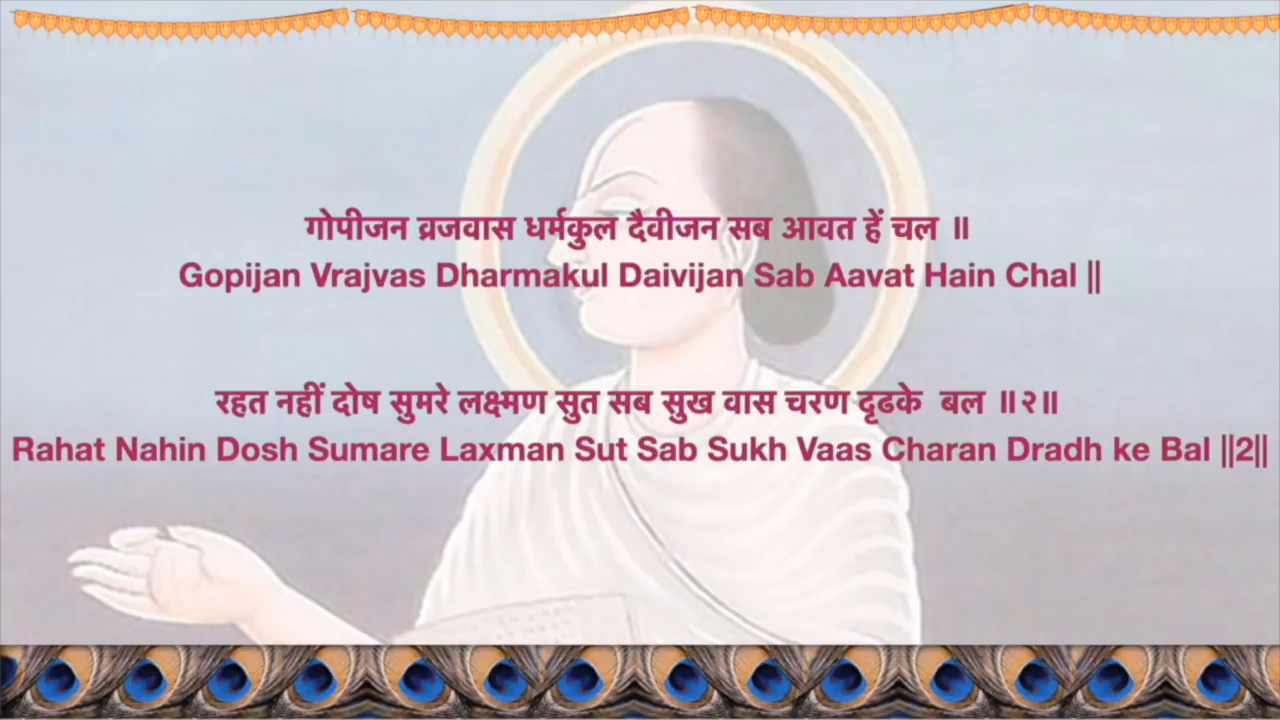 गोपीजन व्रजवास धर्मकुल दैवीजन सब आवत हें चल ॥
Gopijan Vrajvas Dharmakul Daivijan Sab Aavat Hain Chal ||
रहत नहीं दोष सुमरे लक्ष्मण सुत सब सुख वास चरण दृढके बल ॥२॥
Rahat Nahin Dosh Sumare Laxman Sut Sab Sukh Vaas Charan Dradh ke Bal ||2||